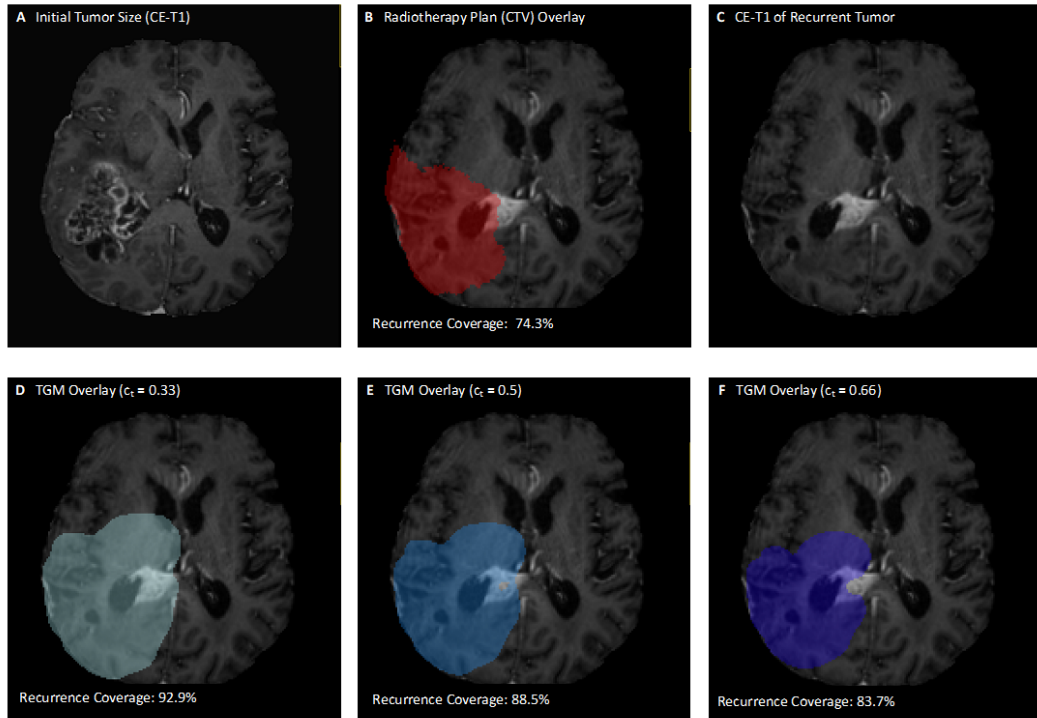 A Initial Tumor Size (CE-T1)
B Radiotherapy Plan (CTV) Overlay
C CE-T1 of Recurrent Tumor
Recurrence Coverage: 74.3%
D TGM Overlay (cₜ = 0.33)
E TGM Overlay (cₜ = 0.5)
F TGM Overlay (cₜ = 0.66)
Recurrence Coverage: 92.9%
Recurrence Coverage: 88.5%
Recurrence Coverage: 83.7%